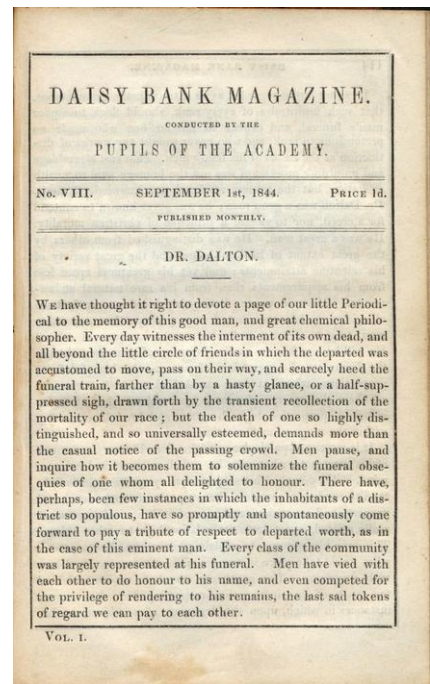 DAISY BANK MAGAZINE.
CONDUCTED BY THE
PUPILS OF THE ACADEMY.
No. VIII. SEPTEMBER 1st, 1844. PRICE 1d.
PUBLISHED MONTHLY.
DR. DALTON.
WE have thought it right to devote a page of our little Periodi-
cal to the memory of this good man, and great chemical philo-
sopher. Every day witnesses the interment of its own dead, and
all beyond the little circle of friends in which the departed was
accustomed to move, pass on their way, and scarcely heed the
funeral train, farther than by a hasty glance, or a half-sup-
pressed sigh, drawn forth by the transient recollection of the
mortality of our race; but the death of one so highly dis-
tinguished, and so universally esteemed, demands more than
the casual notice of the passing crowd. Men pause, and
inquire how it becomes them to solemnize the funeral obse-
quies of one whom all delighted to honour. There have,
perhaps, been few instances in which the inhabitants of a dis-
trict so populous, have so promptly and spontaneously come
forward to pay a tribute of respect to departed worth, as in
the case of this eminent man. Every class of the community
was largely represented at his funeral. Men have vied with
each other to do honour to his name, and even competed for
the privilege of rendering to his remains, the last sad tokens
of regard we can pay to each other.
VOL. I.